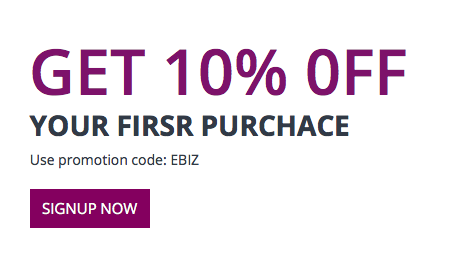 GET 10% 0FF
YOUR FIRSR PURCHACE
Use promotion code: EBIZ
SIGNUP NOW